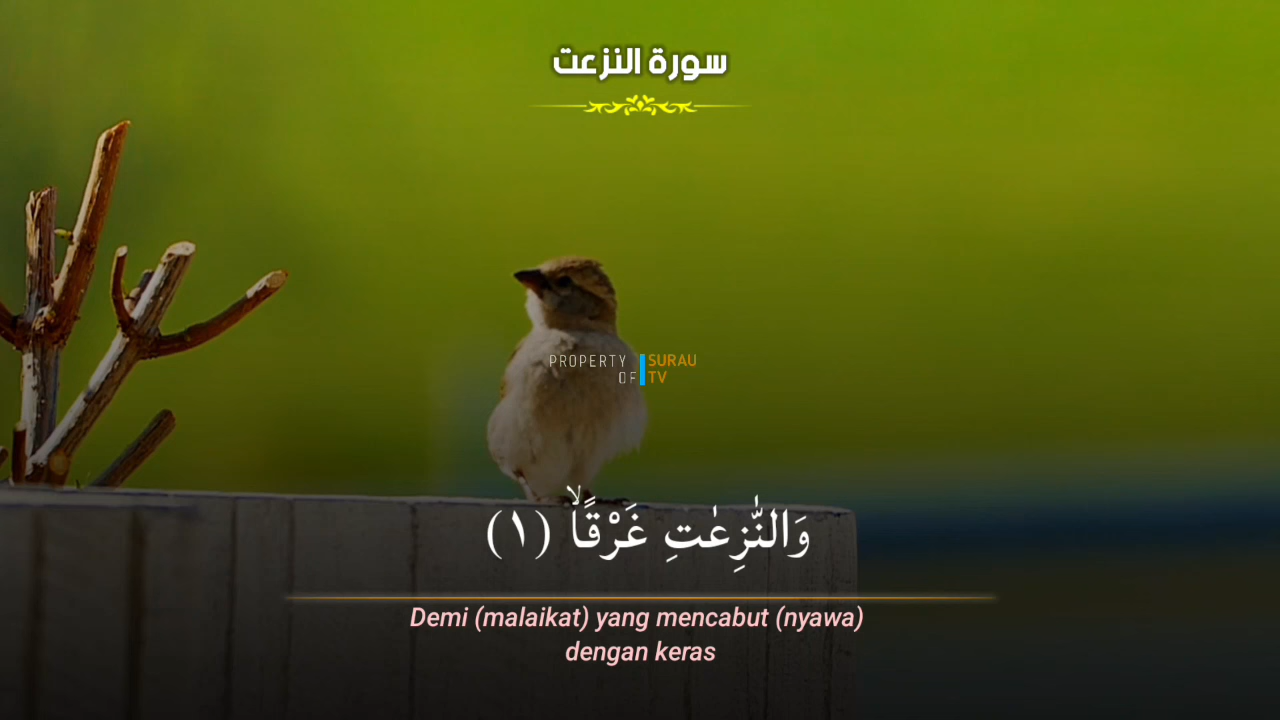 سورة النزعت
PROPERTY OF SURAU TV
وَالنّٰزِعٰتِ غَرْقًاۙ (١)
Demi (malaikat) yang mencabut (nyawa)
dengan keras